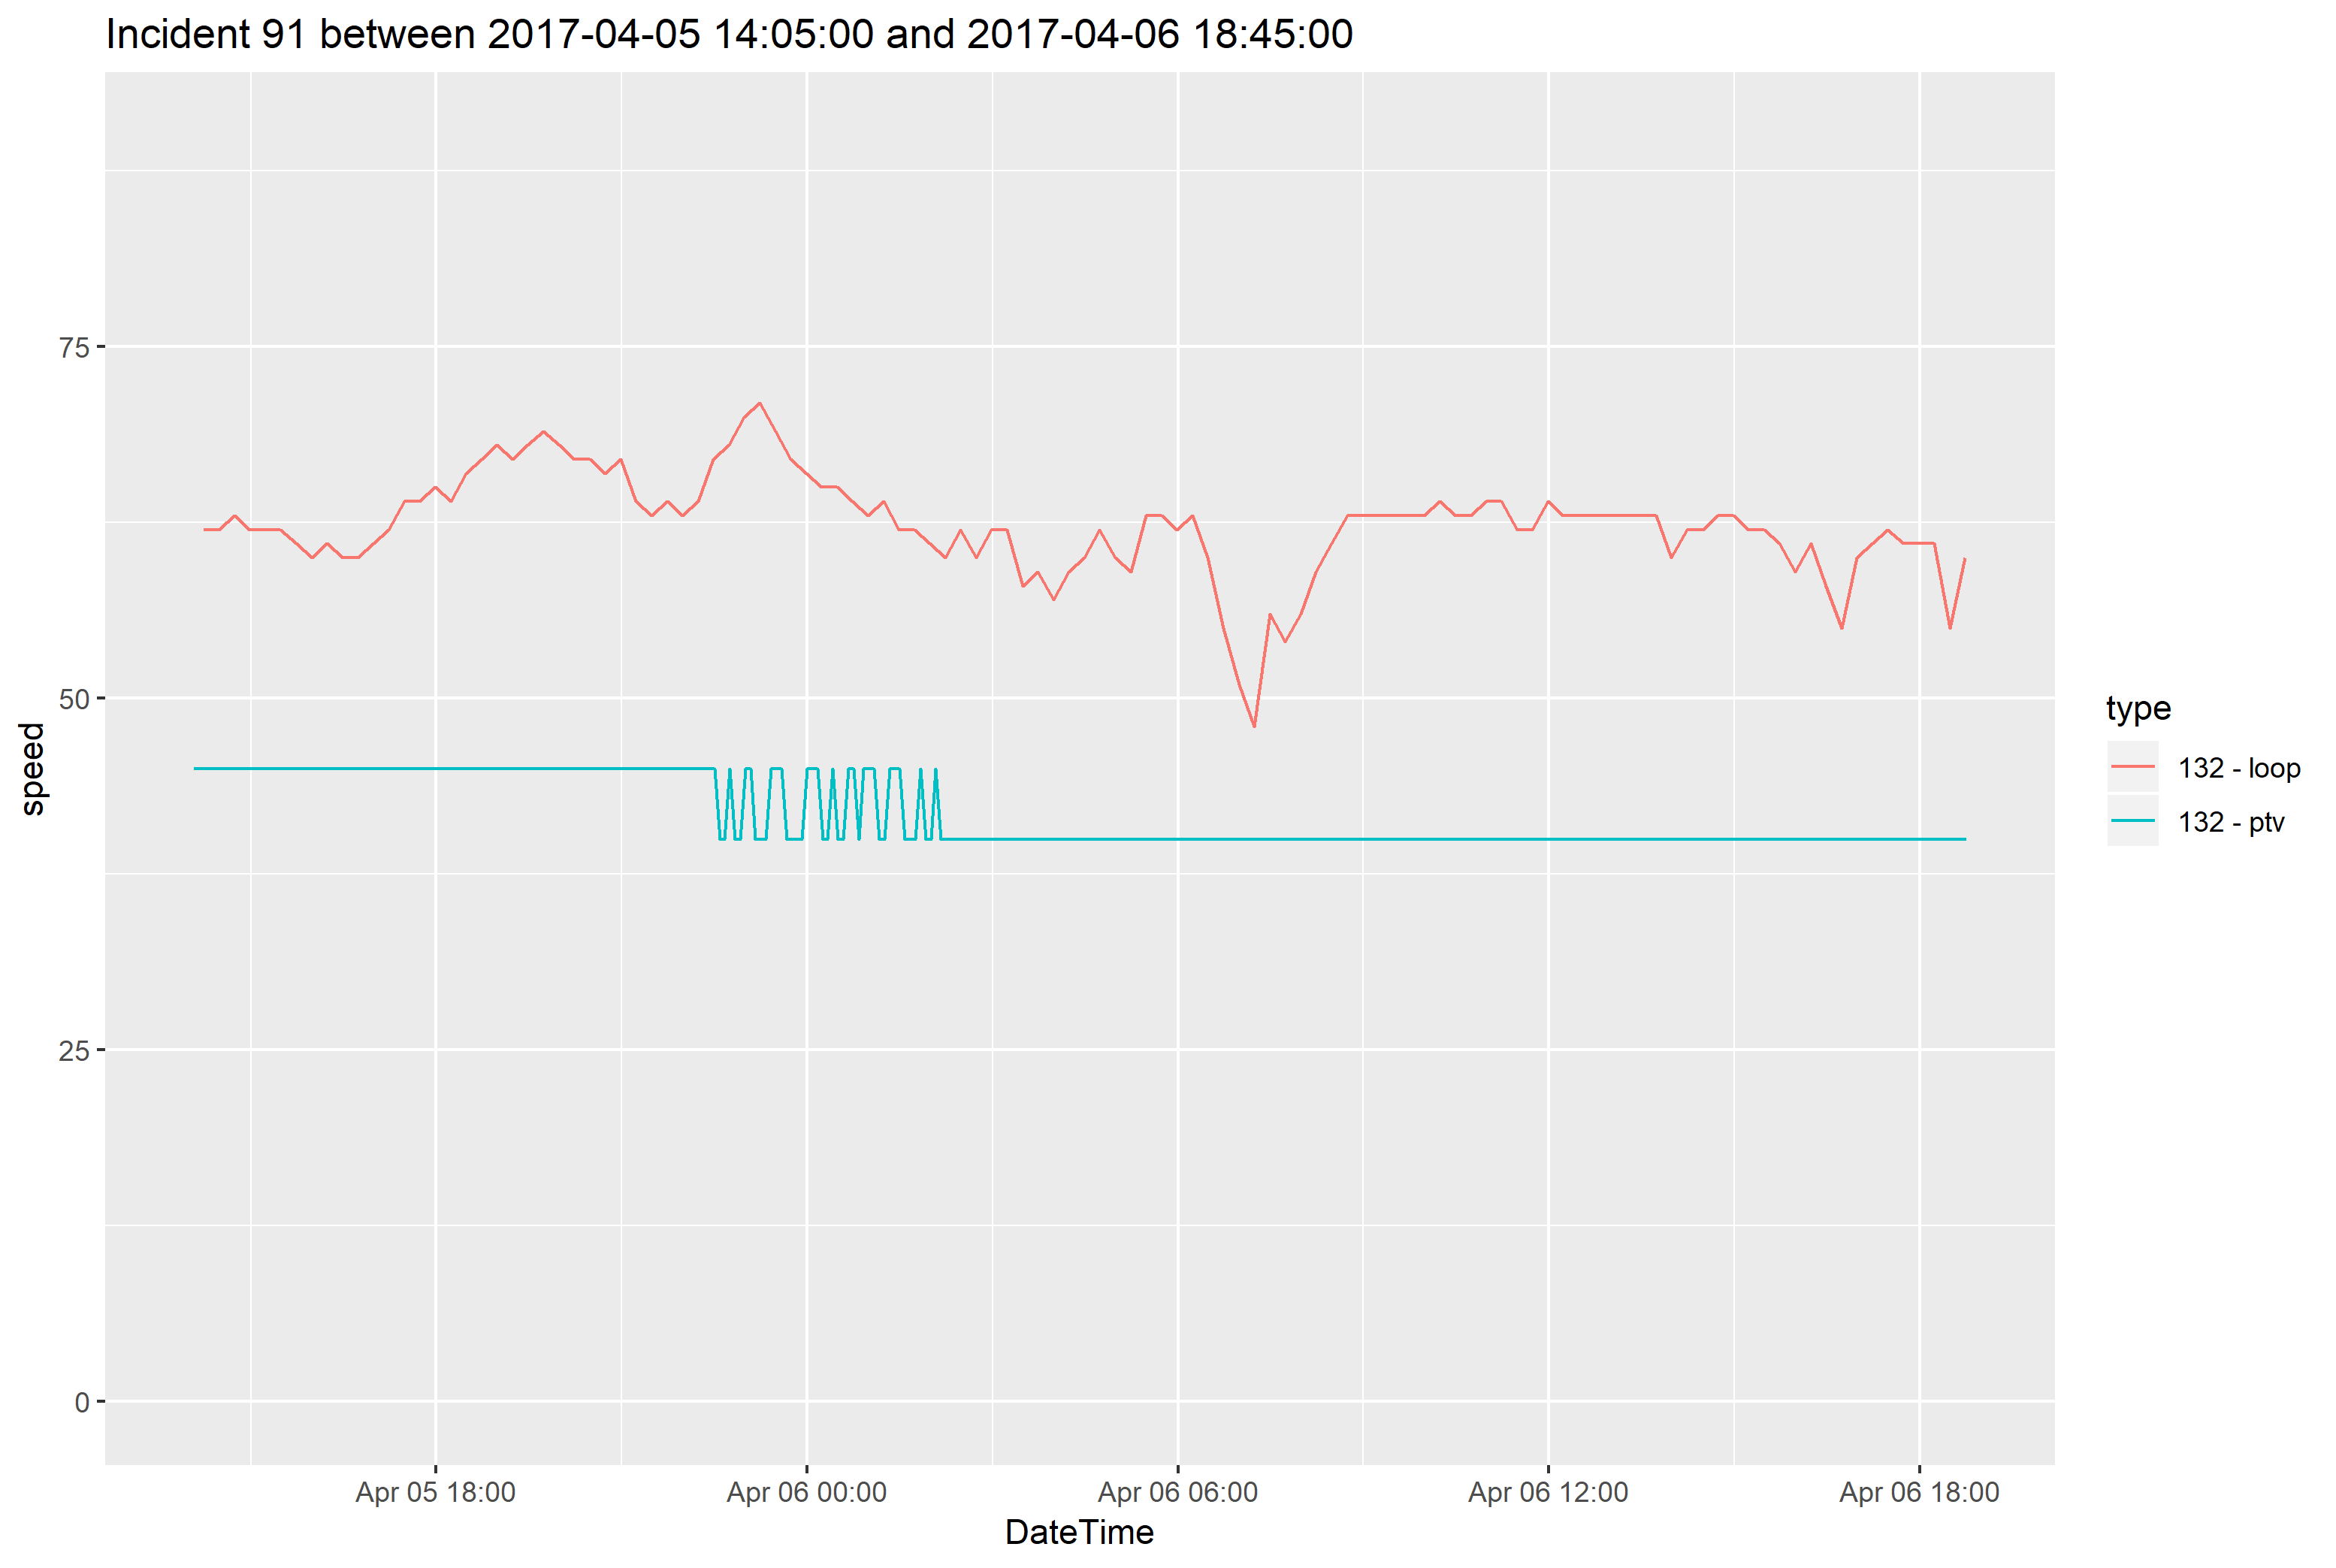 Incident 91 between 2017-04-05 14:05:00 and 2017-04-06 18:45:00
75
50
25
0
speed
Apr 05 18:00
Apr 06 00:00
Apr 06 06:00
Apr 06 12:00
Apr 06 18:00
DateTime
type
132 - loop
132 - ptv